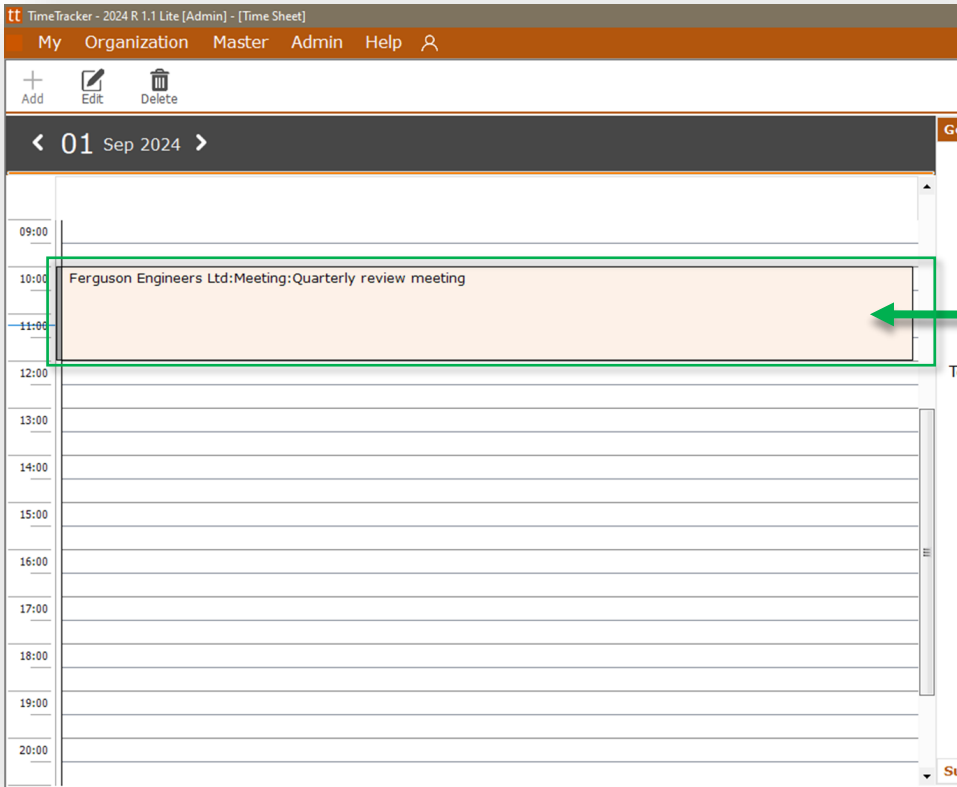 tt TimeTracker - 2024 R 1.1 Lite [Admin] - [Time Sheet]
My Organization Master Admin Help
Add Edit Delete
01 Sep 2024
09:00
10:00 Ferguson Engineers Ltd:Meeting:Quarterly review meeting
11:00
12:00
13:00
14:00
15:00
16:00
17:00
18:00
19:00
20:00